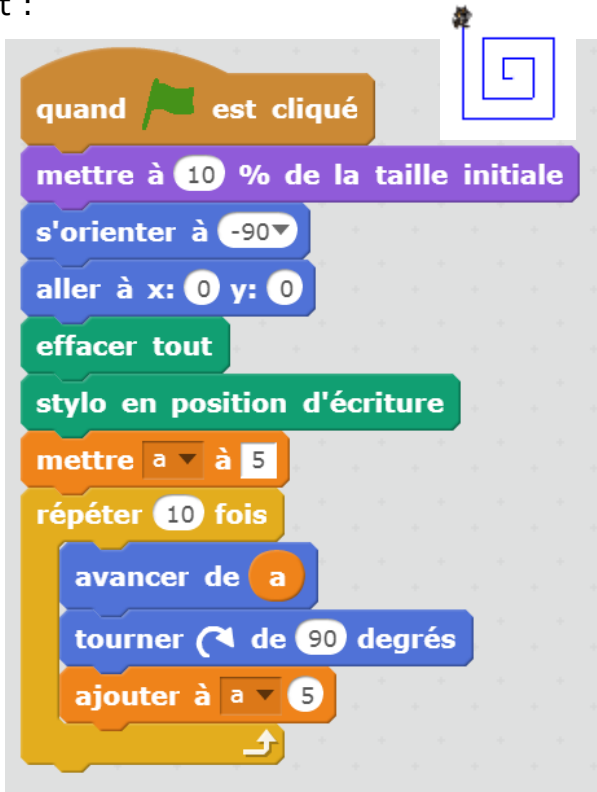 t :
quand est cliqué
mettre à 10 % de la taille initiale
s'orienter à -90
aller à x: 0 y: 0
effacer tout
stylo en position d'écriture
mettre a à 5
répéter 10 fois
avancer de a
tourner de 90 degrés
ajouter à a 5